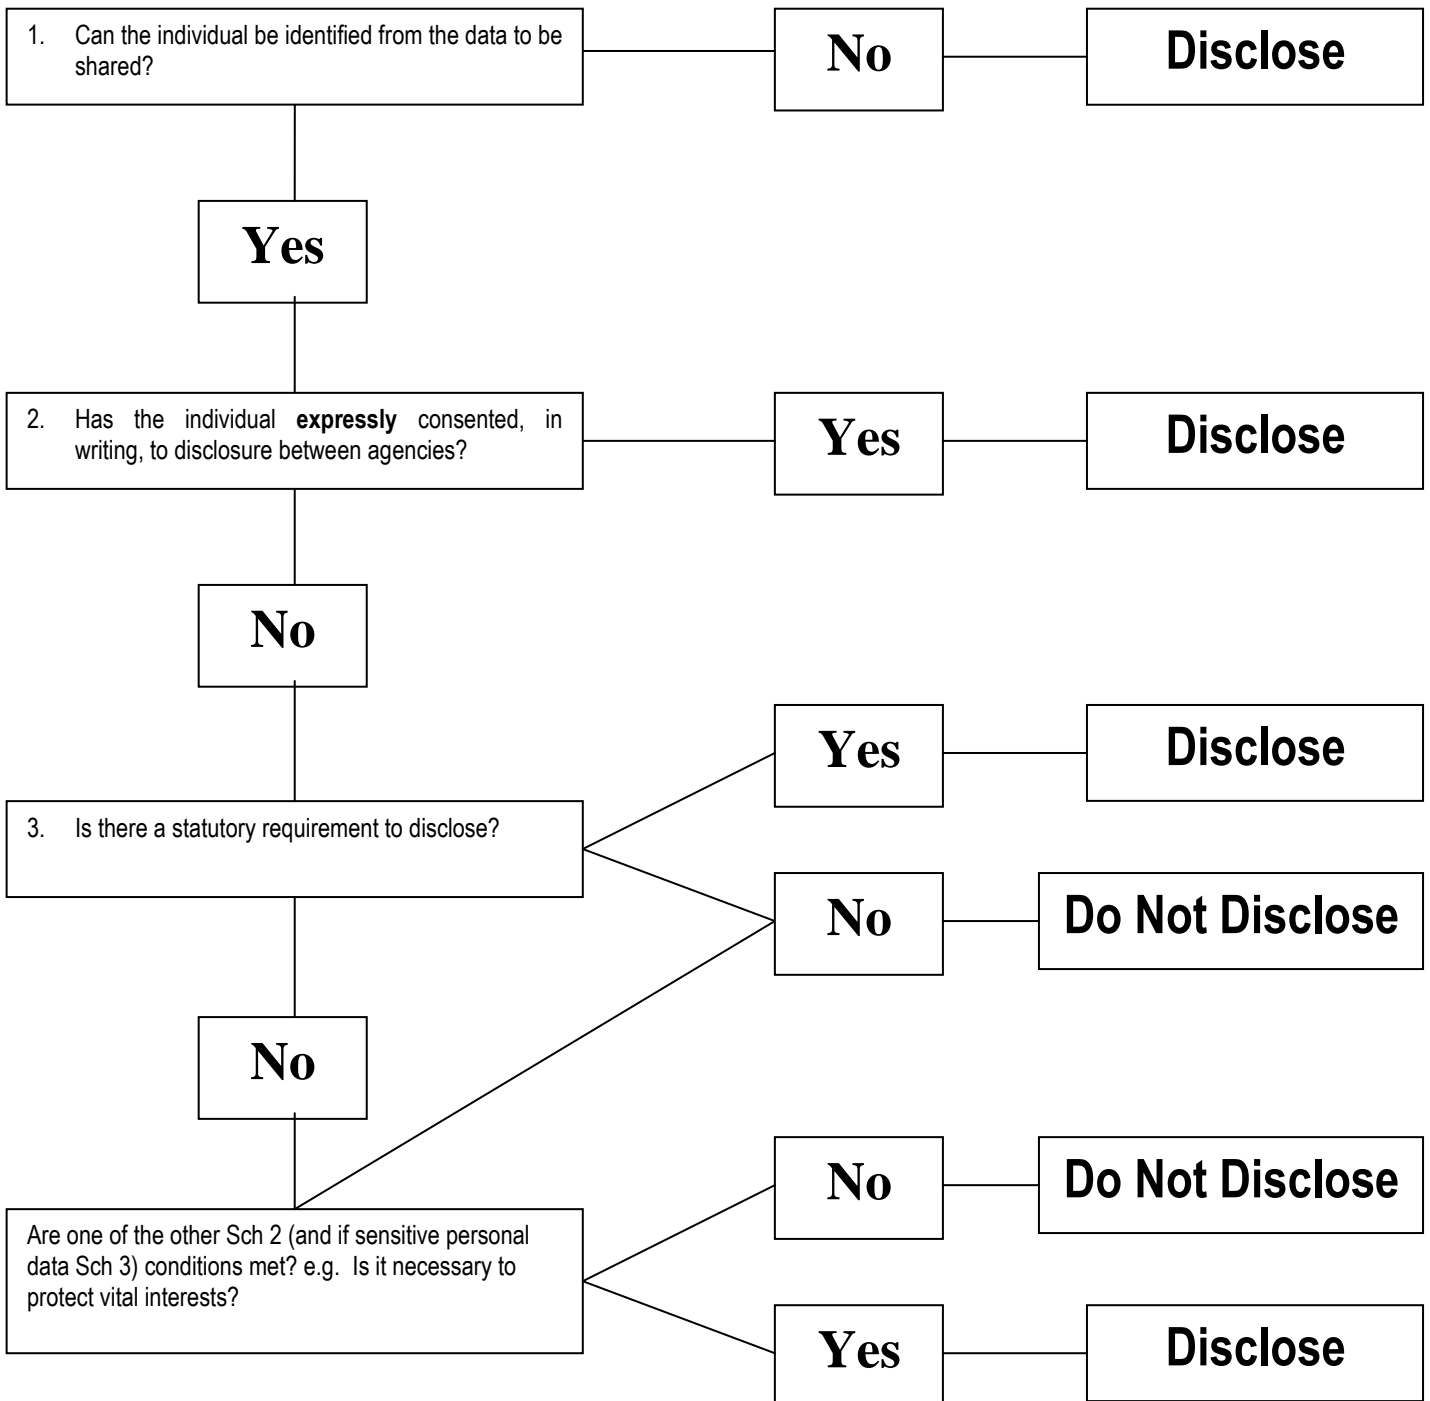 1. Can the individual be identified from the data to be
shared?
No
Disclose
Yes
2. Has the individual expressly consented, in
writing, to disclosure between agencies?
Yes
Disclose
No
Yes
Disclose
3. Is there a statutory requirement to disclose?
No
Do Not Disclose
No
No
Do Not Disclose
Are one of the other Sch 2 (and if sensitive personal
data Sch 3) conditions met? e.g. Is it necessary to
protect vital interests?
Yes
Disclose